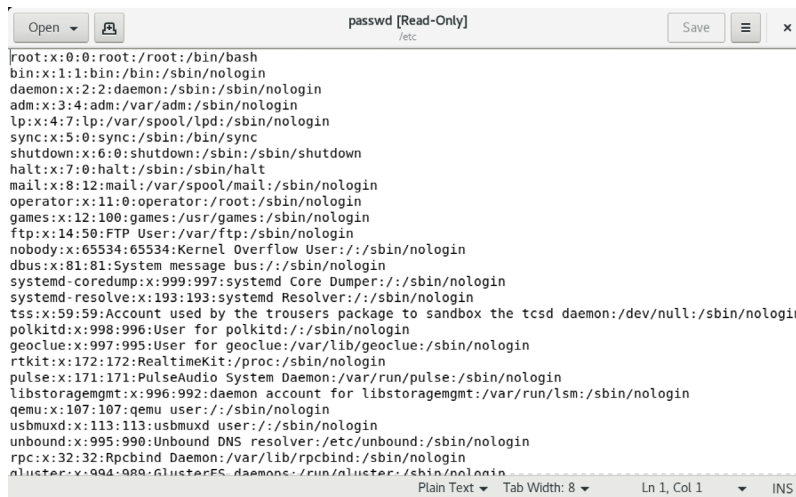 Open
passwd [Read-Only]
/etc
Save
root:x:0:0:root:/root:/bin/bash
bin:x:1:1:bin:/bin:/sbin/nologin
daemon:x:2:2:daemon:/sbin:/sbin/nologin
adm:x:3:4:adm:/var/adm:/sbin/nologin
lp:x:4:7:lp:/var/spool/lpd:/sbin/nologin
sync:x:5:0:sync:/sbin:/bin/sync
shutdown:x:6:0:shutdown:/sbin:/sbin/shutdown
halt:x:7:0:halt:/sbin:/sbin/halt
mail:x:8:12:mail:/var/spool/mail:/sbin/nologin
operator:x:11:0:operator:/root:/sbin/nologin
games:x:12:100:games:/usr/games:/sbin/nologin
ftp:x:14:50:FTP User:/var/ftp:/sbin/nologin
nobody:x:65534:65534:Kernel Overflow User:/:/sbin/nologin
dbus:x:81:81:System message bus:/:/sbin/nologin
systemd-coredump:x:999:997:systemd Core Dumper:/:/sbin/nologin
systemd-resolve:x:193:193:systemd Resolver:/:/sbin/nologin
tss:x:59:59:Account used by the trousers package to sandbox the tcsd daemon:/dev/null:/sbin/nologin
polkitd:x:998:996:User for polkitd:/:/sbin/nologin
geoclue:x:997:995:User for geoclue:/var/lib/geoclue:/sbin/nologin
rtkit:x:172:172:RealtimeKit:/proc:/sbin/nologin
pulse:x:171:171:PulseAudio System Daemon:/var/run/pulse:/sbin/nologin
libstoragemgmt:x:996:992:daemon account for libstoragemgmt:/var/run/lsm:/sbin/nologin
qemu:x:107:107:qemu user:/:/sbin/nologin
usbmuxd:x:113:113:usbmuxd user:/:/sbin/nologin
unbound:x:995:990:Unbound DNS resolver:/etc/unbound:/sbin/nologin
rpc:x:32:32:Rpcbind Daemon:/var/lib/rpcbind:/sbin/nologin
gluster:x:994:989:GlusterFS daemons:/run/gluster:/sbin/nologin
Plain Text Tab Width: 8 Ln 1, Col 1 INS